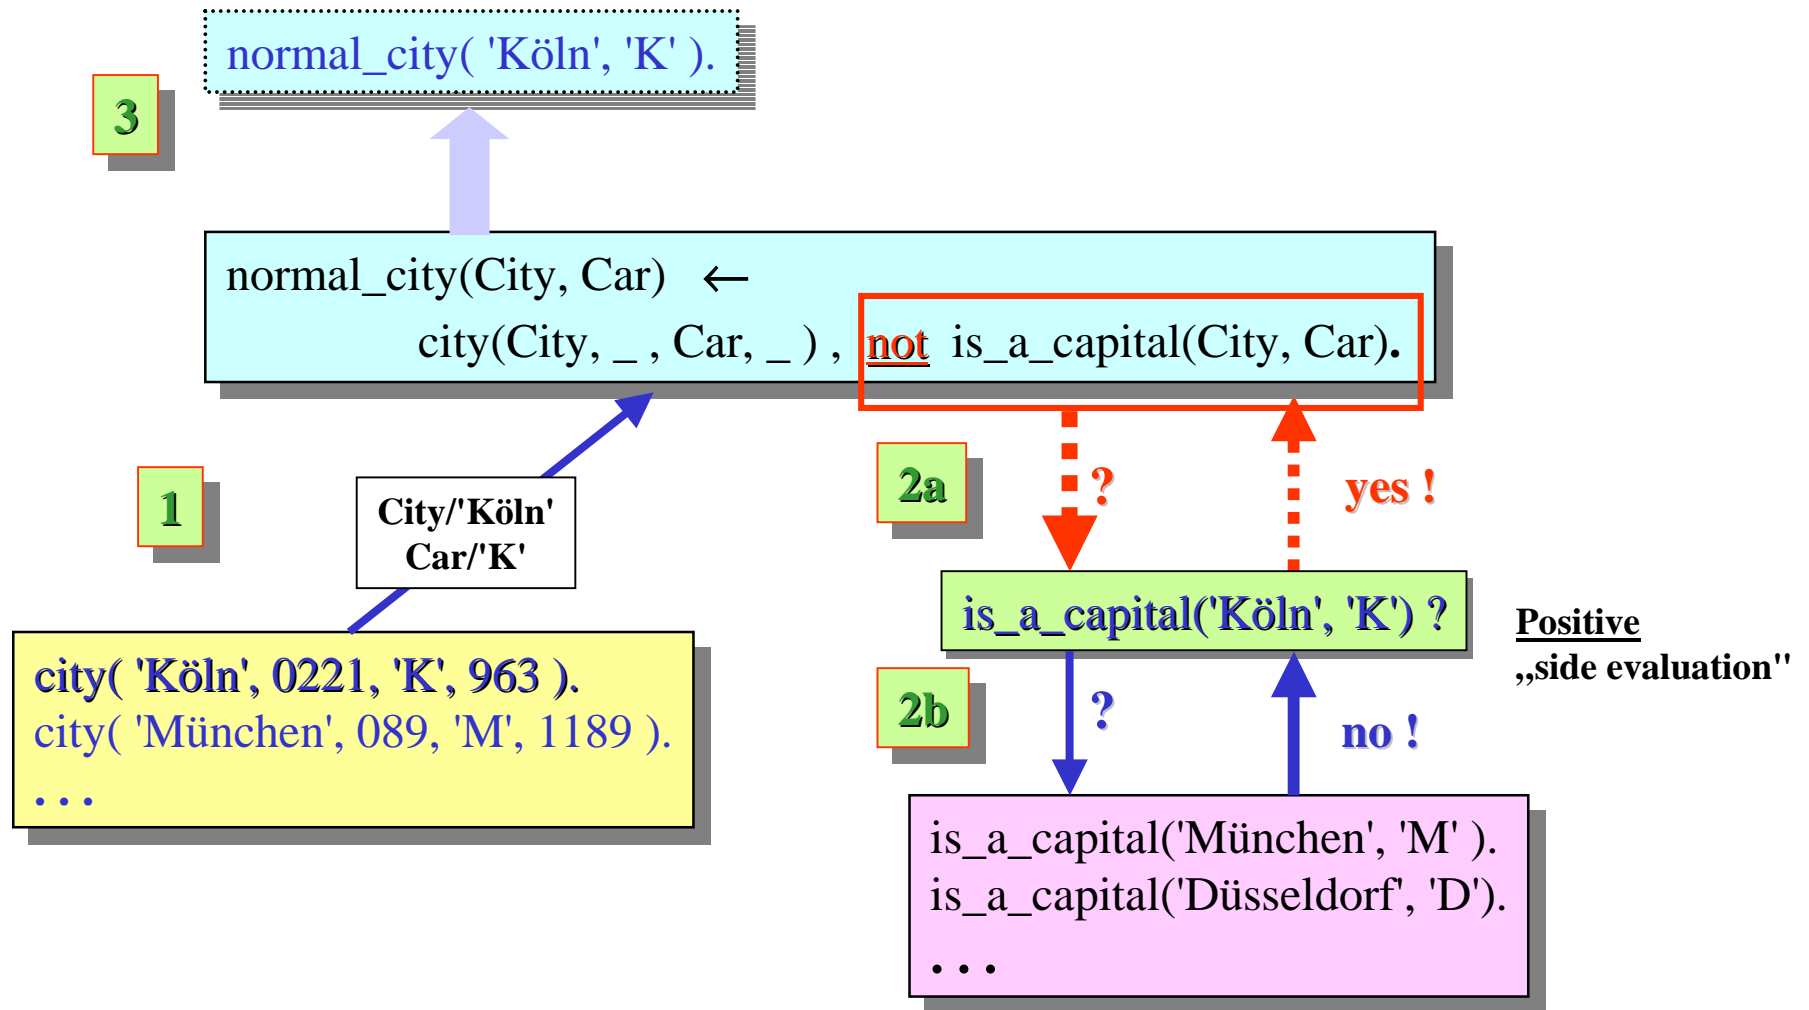 normal_city( 'Köln', 'K' ).
3
normal_city(City, Car) ←
city(City, _ , Car, _ ) , not is_a_capital(City, Car).
2a
?
yes !
1
City/'Köln'
Car/'K'
is_a_capital('Köln', 'K') ?
Positive
„side evaluation"
city( 'Köln', 0221, 'K', 963 ).
city( 'München', 089, 'M', 1189 ).
. . .
2b
?
no !
is_a_capital('München', 'M' ).
is_a_capital('Düsseldorf', 'D').
. . .